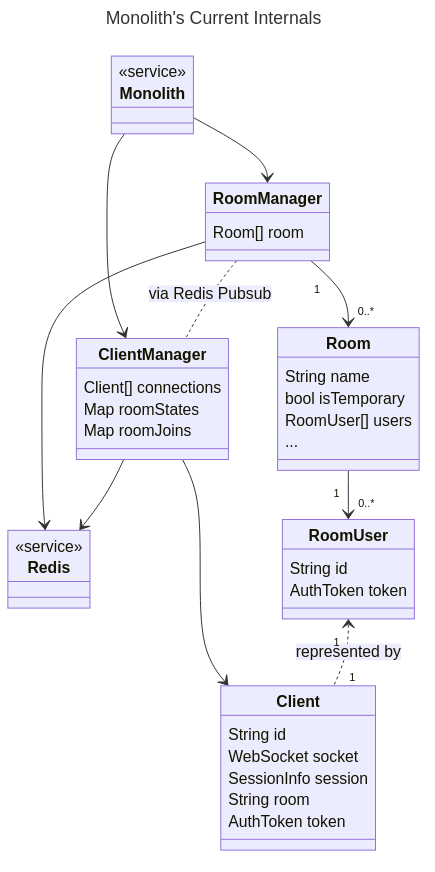 Monolith's Current Internals
«service»
Monolith
RoomManager
Room[] room
via Redis Pubsub
1
0..*
ClientManager
Client[] connections
Map roomStates
Map roomJoins
Room
String name
bool isTemporary
RoomUser[] users
...
1
0..*
«service»
Redis
RoomUser
String id
AuthToken token
1
represented by
1
Client
String id
WebSocket socket
SessionInfo session
String room
AuthToken token